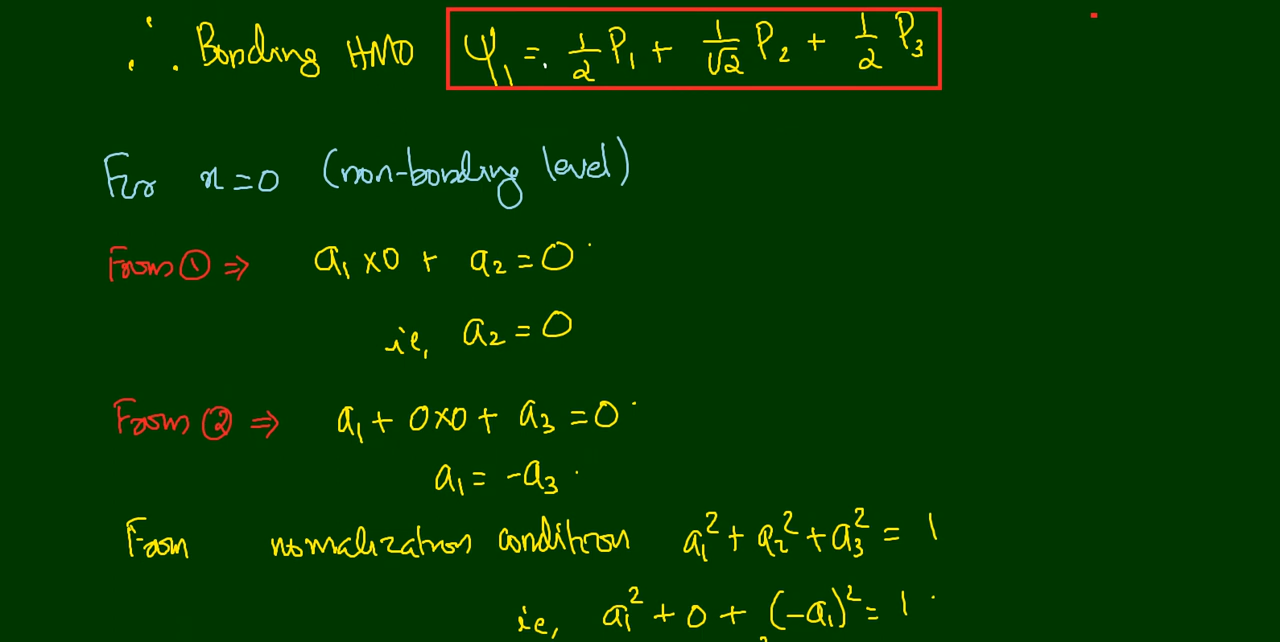 ∴ Bonding HMO ψ₁ = 1/2 P₁ + 1/√2 P₂ + 1/2 P₃
For x=0 (non-bonding level)
From ① ⇒ a₁ x0 + a₂ = 0
ie, a₂ = 0
From ② ⇒ a₁ + 0x0 + a₃ = 0
a₁ = -a₃
From normalization condition a₁² + a₂² + a₃² = 1
ie, a₁² + 0 + (-a₁)² = 1